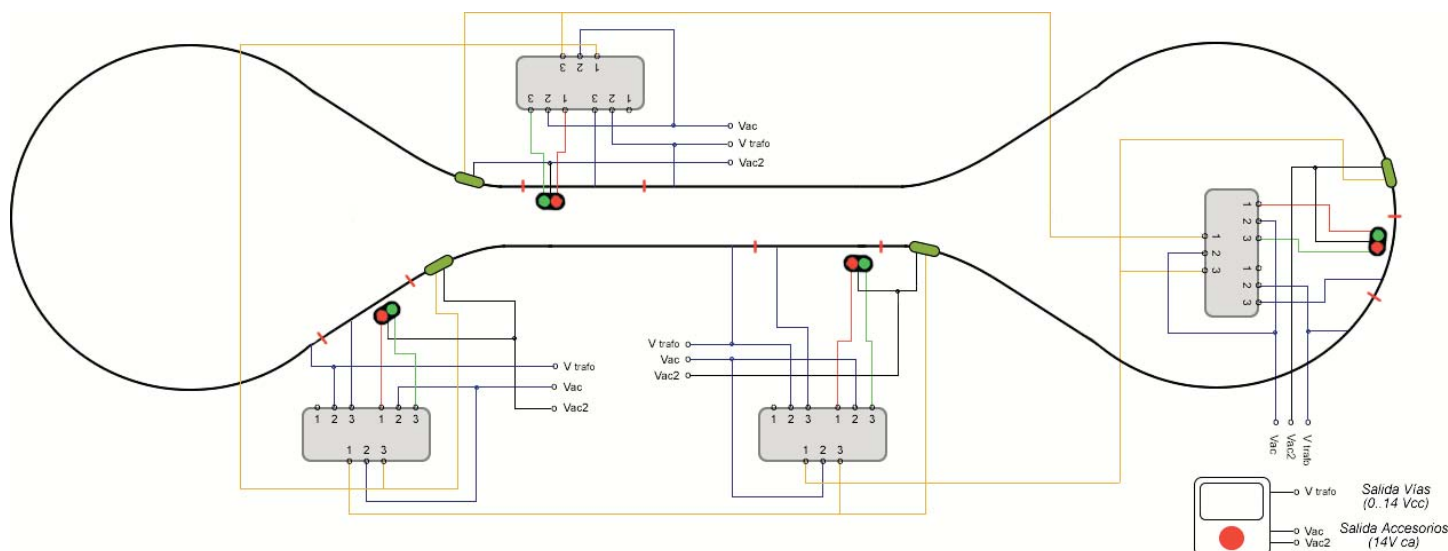 3 2 1
3 2 1 3 2 1
Vac
V trafo
Vac2
1
2
3
1
2
3
1
2
3
V trafo
Vac
Vac2
V trafo
Vac
Vac2
1 2 3 1 2 3
1 2 3
1 2 3 1 2 3
1 2 3
Vac
Vac2
V trafo
V trafo Salida Vías
(0..14 Vcc)
Vac Salida Accesorios
Vac2 (14V ca)